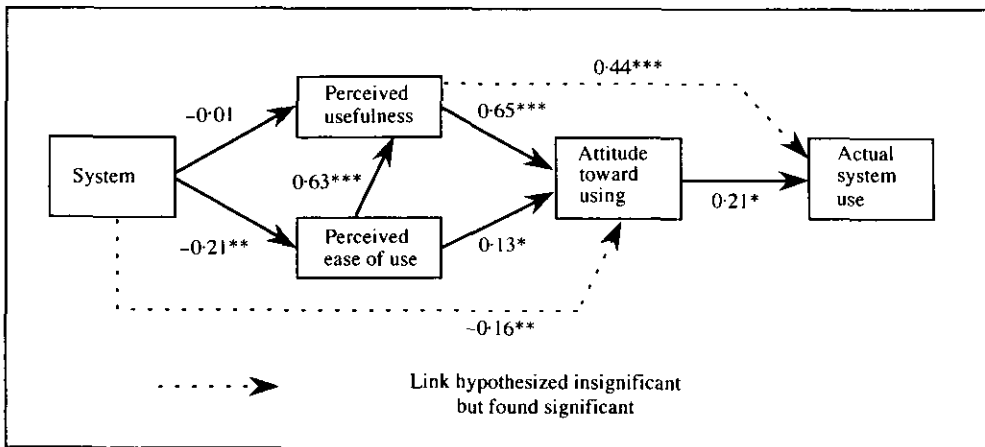 0·44***
Perceived
usefulness
-0·01
0·65***
System
0·63***
Attitude
toward
using
Actual
system
use
0·21*
-0·21**
Perceived
ease of use
0·13*
-0·16**
Link hypothesized insignificant
but found significant